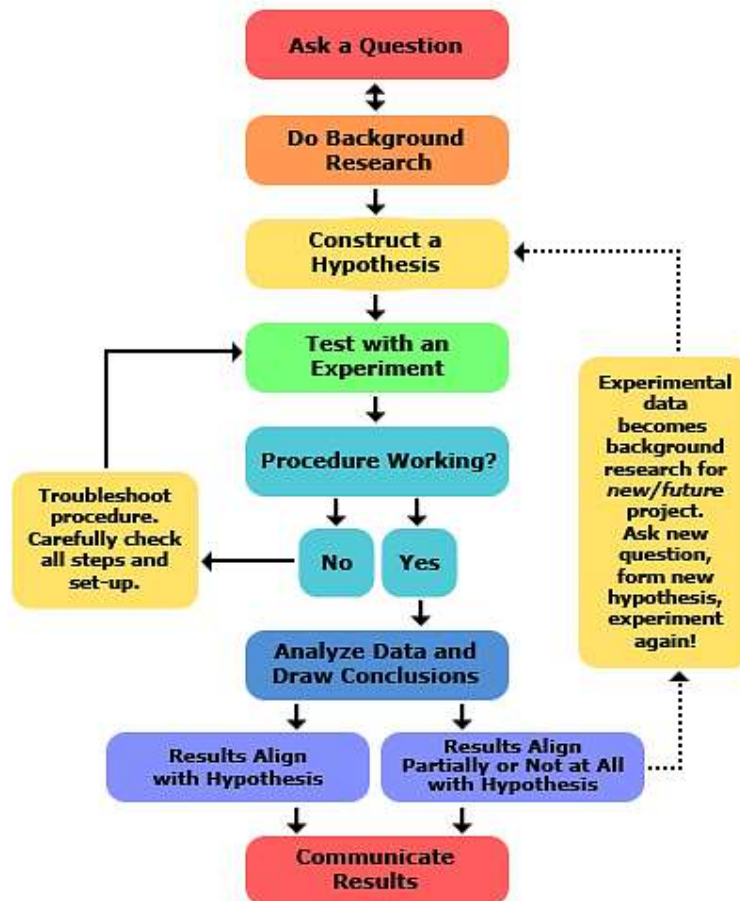 Ask a Question
Do Background
Research
Construct a
Hypothesis
Test with an
Experiment
Procedure Working?
No
Yes
Troubleshoot
procedure.
Carefully check
all steps and
set-up.
Experimental
data
becomes
background
research for
new/future
project.
Ask new
question,
form new
hypothesis,
experiment
again!
Analyze Data and
Draw Conclusions
Results Align
with Hypothesis
Results Align
Partially or Not at All
with Hypothesis
Communicate
Results